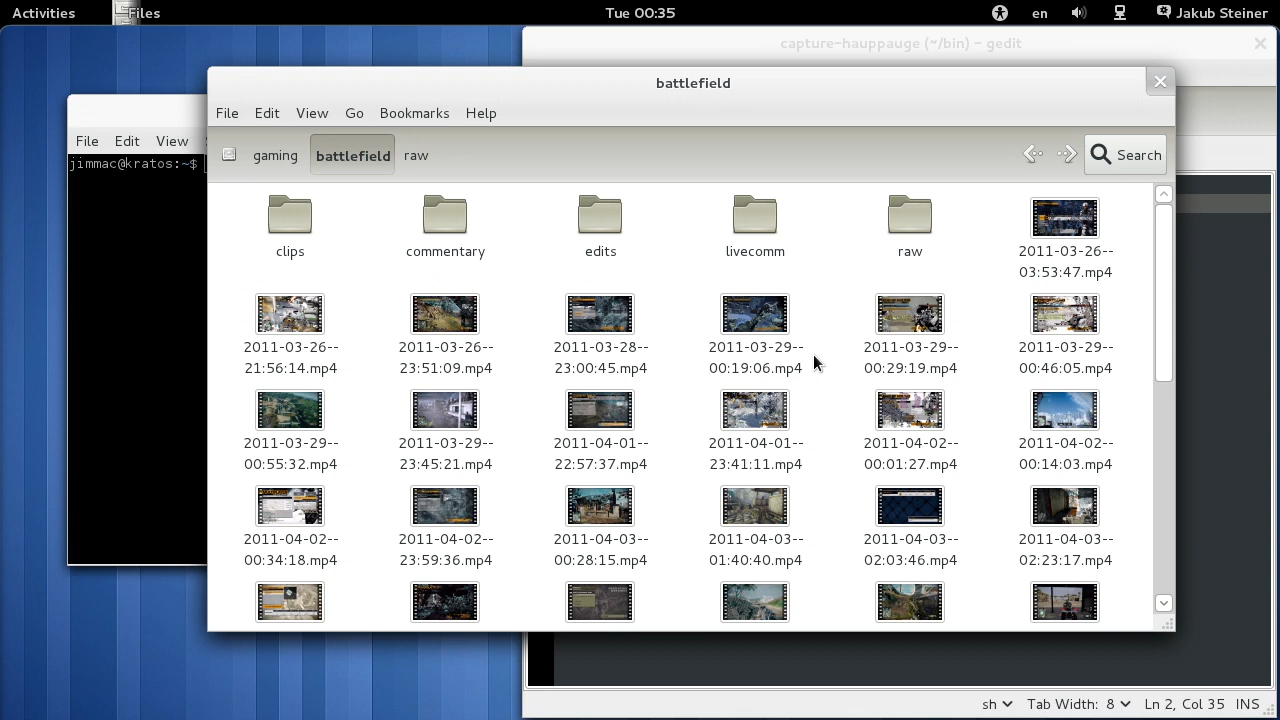 Activities Files Tue 00:35 en Jakub Steiner
capture-hauppauge (~/bin) - gedit
battlefield
File Edit View Go Bookmarks Help
File Edit View
gaming battlefield raw Search
jimmac@kratos:~$
clips commentary edits livecomm raw 2011-03-26--
03:53:47.mp4
2011-03-26-- 2011-03-26-- 2011-03-28-- 2011-03-29-- 2011-03-29-- 2011-03-29--
21:56:14.mp4 23:51:09.mp4 23:00:45.mp4 00:19:06.mp4 00:29:19.mp4 00:46:05.mp4
2011-03-29-- 2011-03-29-- 2011-04-01-- 2011-04-01-- 2011-04-02-- 2011-04-02--
00:55:32.mp4 23:45:21.mp4 22:57:37.mp4 23:41:11.mp4 00:01:27.mp4 00:14:03.mp4
2011-04-02-- 2011-04-02-- 2011-04-03-- 2011-04-03-- 2011-04-03-- 2011-04-03--
00:34:18.mp4 23:59:36.mp4 00:28:15.mp4 01:40:40.mp4 02:03:46.mp4 02:23:17.mp4
sh Tab Width: 8 Ln 2, Col 35 INS